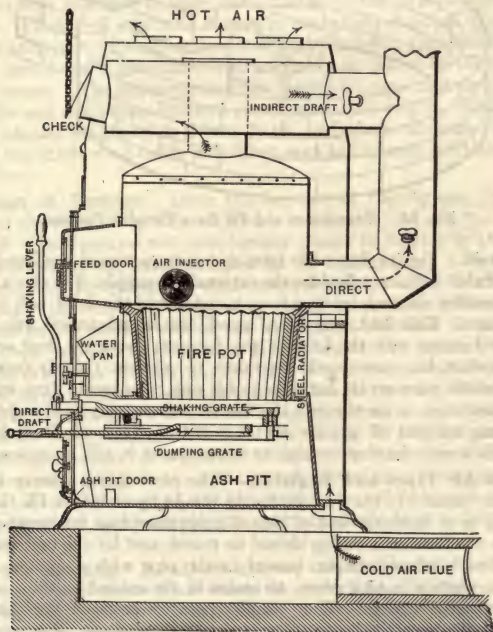 HOT AIR
INDIRECT DRAFT
CHECK
SHAKING LEVER
FEED DOOR
AIR INJECTOR
DIRECT
WATER
PAN
FIRE POT
STEEL RADIATOR
SHAKING GRATE
DIRECT
DRAFT
DUMPING GRATE
ASH PIT DOOR
ASH PIT
COLD AIR FLUE